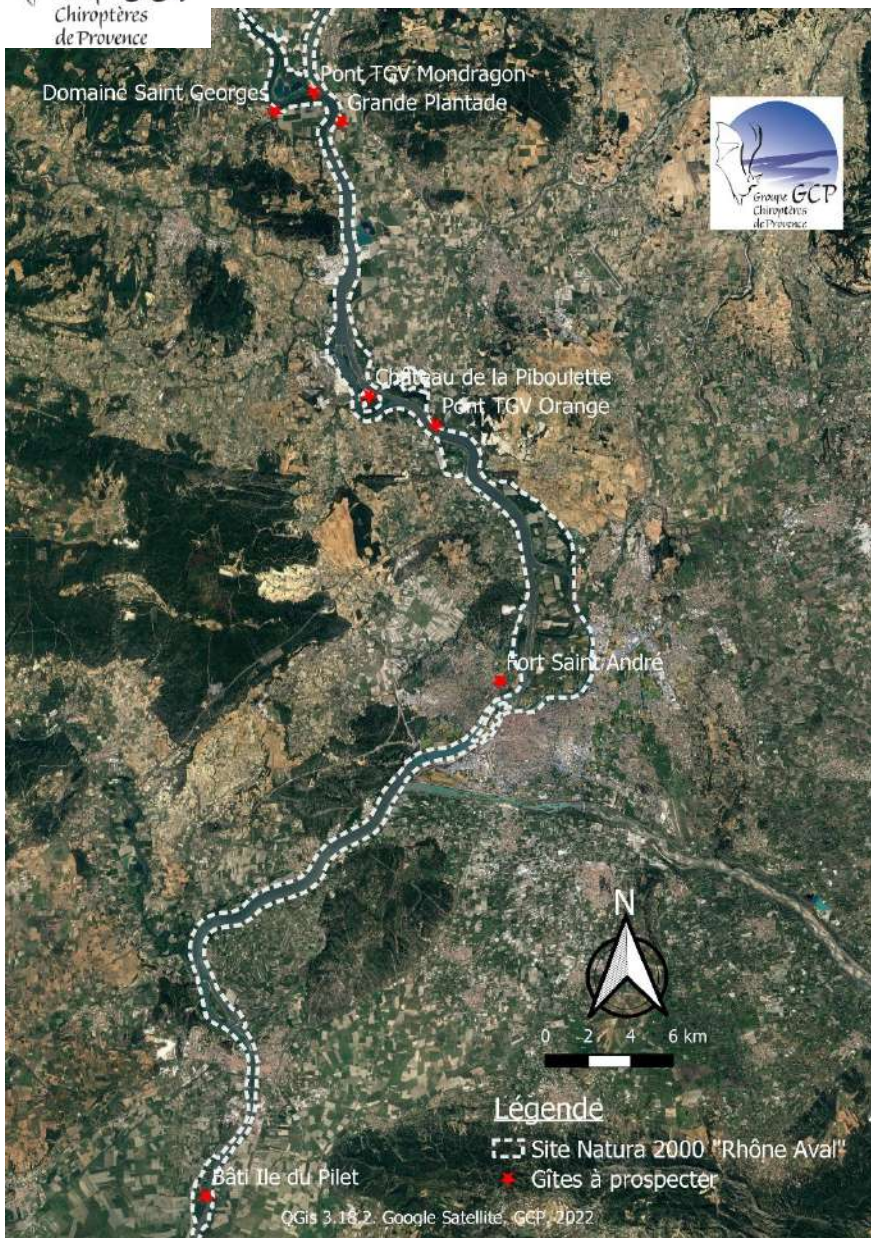 Chiroptères
de Provence
Pont TGV Mondragon
Domaine Saint Georges
Grande Plantade
Groupe GCP
Chiroptères
de Provence
Château de la Piboulette
Pont TGV Orange
Fort Saint André
N
0 2 4 6 km
Légende
Site Natura 2000 "Rhône Aval"
Gîtes à prospecter
Bâti Ile du Pilet
QGis 3.18.2. Google Satellite, GCP, 2022